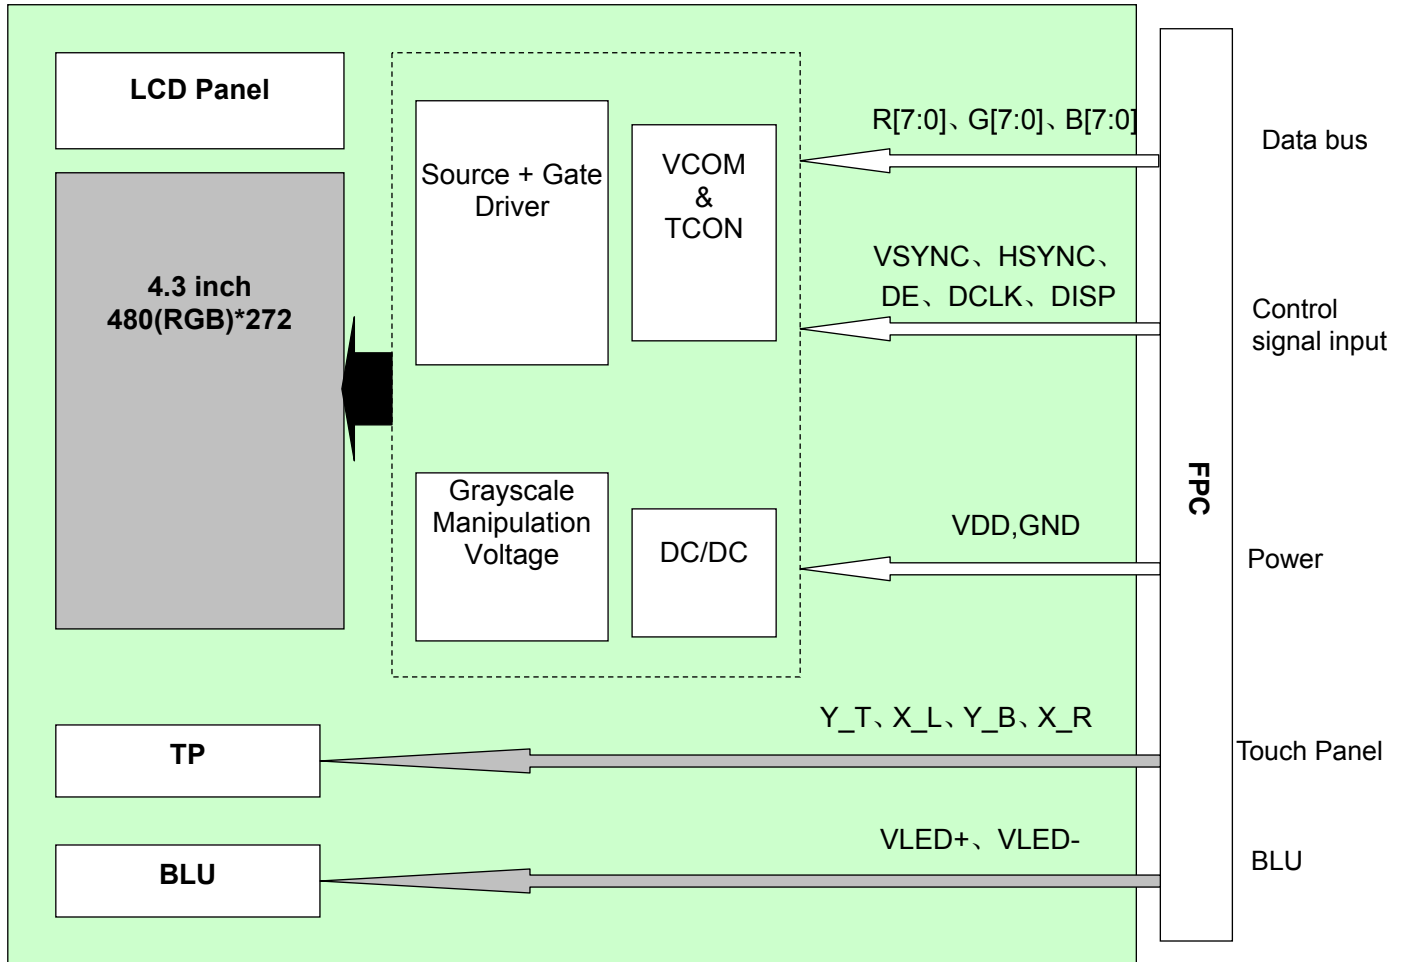 LCD Panel
4.3 inch
480(RGB)*272
Source + Gate
Driver
VCOM
&
TCON
Grayscale
Manipulation
Voltage
DC/DC
R[7:0]、G[7:0]、B[7:0]
Data bus
VSYNC、HSYNC、
DE、DCLK、DISP
Control
signal input
FPC
VDD,GND
Power
TP
Y_T、X_L、Y_B、X_R
Touch Panel
BLU
VLED+、VLED-
BLU